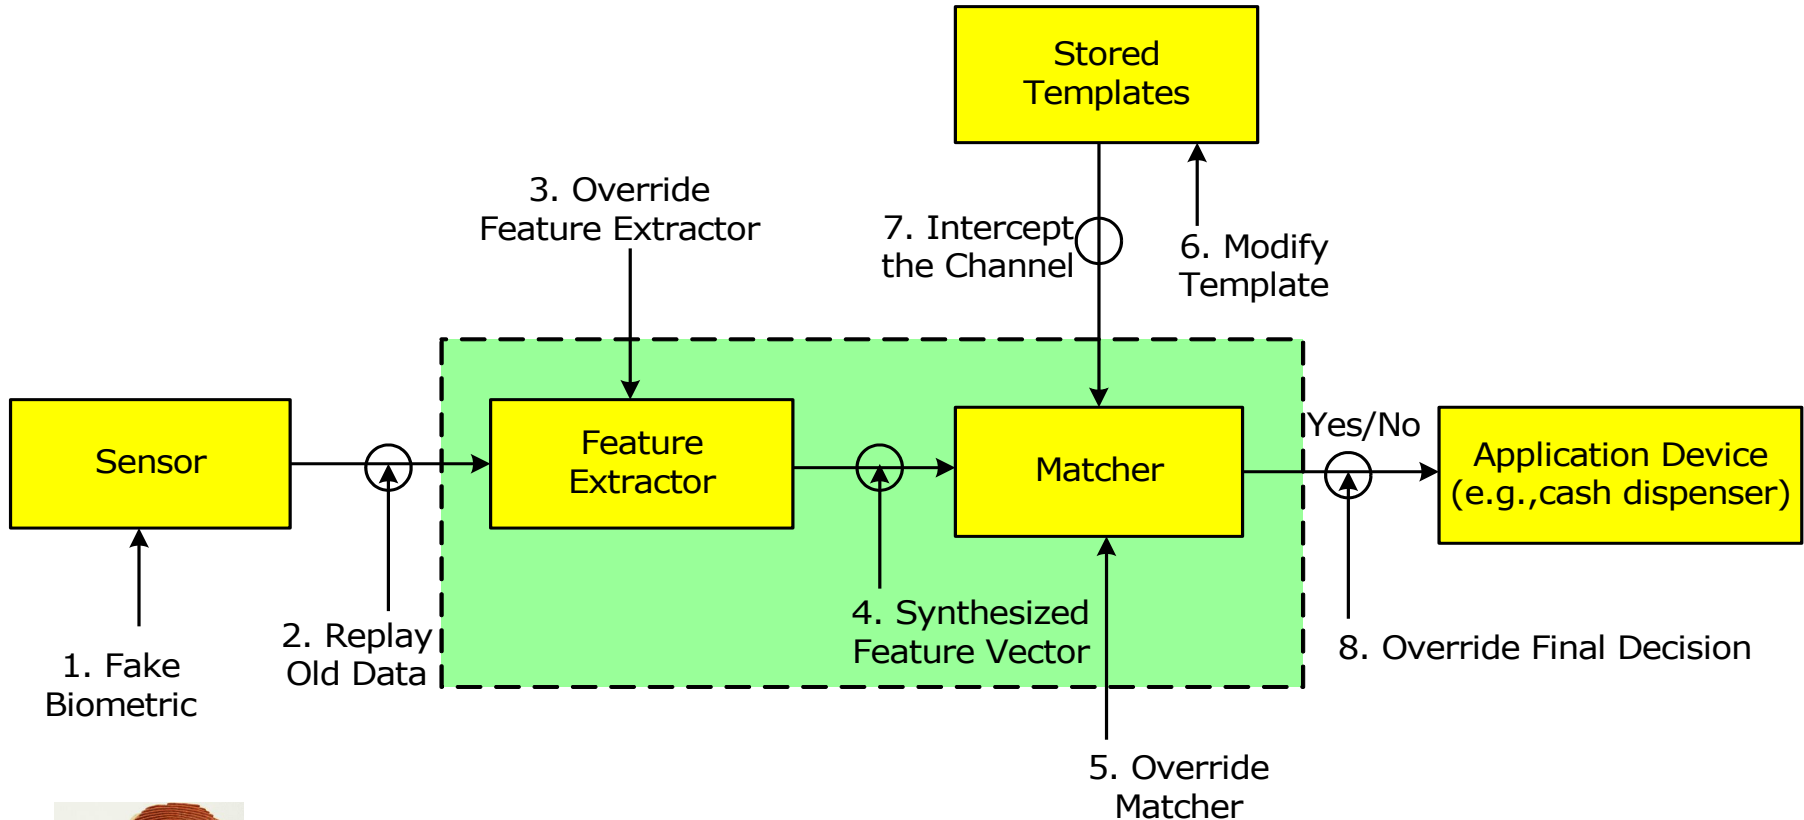 Stored
Templates
3. Override
Feature Extractor
7. Intercept
the Channel
6. Modify
Template
Sensor
Feature
Extractor
Matcher
Yes/No
Application Device
(e.g.,cash dispenser)
1. Fake
Biometric
2. Replay
Old Data
4. Synthesized
Feature Vector
8. Override Final Decision
5. Override
Matcher